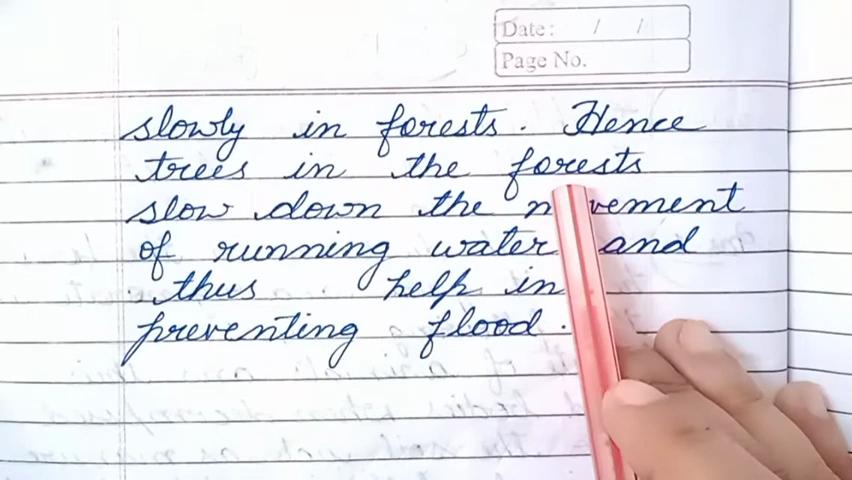 Date: / /
Page No.
slowly in forests. Hence
trees in the forests
slow down the
of running water and
thus help in
preventing flood.